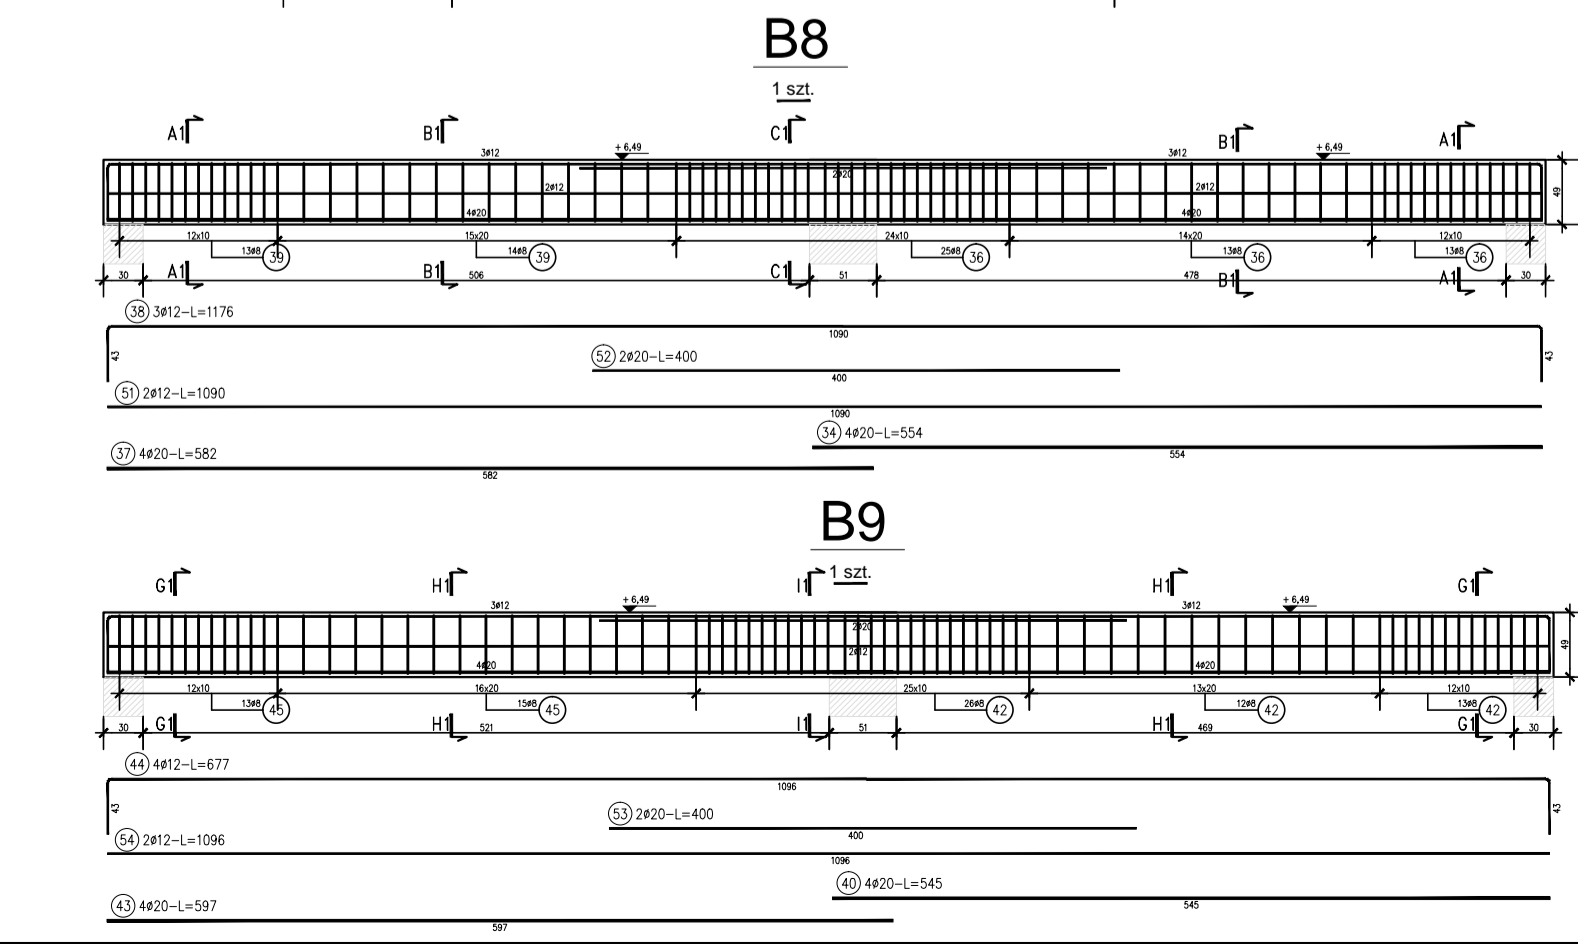 B8
1 szt.
A1 B1 C1 B1 A1
3ø12 + 6,49 3ø12 + 6,49
2ø20
2ø12 2ø12
49
4ø20 4ø20
12x10 15x20 24x10 14x20 12x10
13ø8 39 14ø8 39 25ø8 36 13ø8 36 13ø8 36
A1 B1 C1 B1 A1
30 506 51 478 30
38 3ø12-L=1176
1090
43 43
52 2ø20-L=400
400
51 2ø12-L=1090
1090
34 4ø20-L=554
554
37 4ø20-L=582
582
B9
1 szt.
G1 H1 I1 H1 G1
3ø12 + 6,49 3ø12 + 6,49
2ø20
2ø12
49
4ø20 4ø20
12x10 16x20 25x10 13x20 12x10
13ø8 45 15ø8 45 26ø8 42 12ø8 42 13ø8 42
G1 H1 I1 H1 G1
30 521 51 469 30
44 4ø12-L=677
1096
43 43
53 2ø20-L=400
400
54 2ø12-L=1096
1096
40 4ø20-L=545
545
43 4ø20-L=597
597